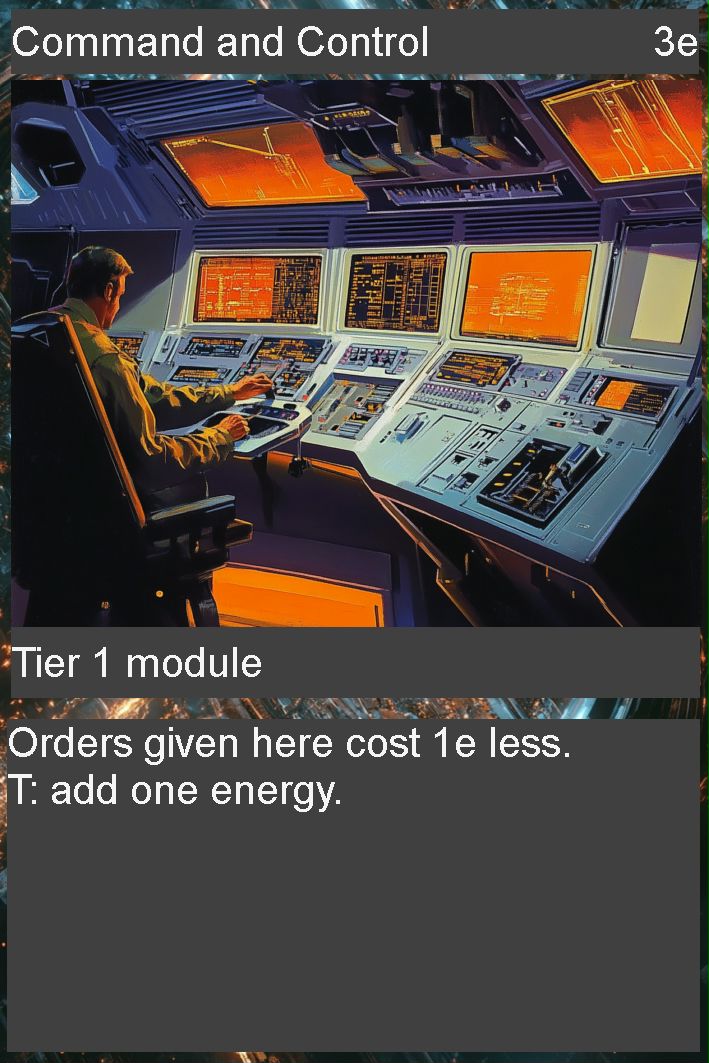 Command and Control 3e
Tier 1 module
Orders given here cost 1e less.
T: add one energy.